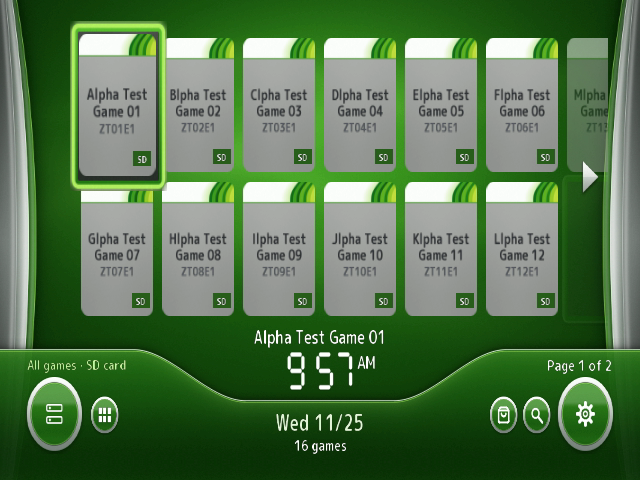 Alpha Test
Game 01
ZT01E1
SD
Blpha Test
Game 02
ZT02E1
SD
Clpha Test
Game 03
ZT03E1
SD
Dlpha Test
Game 04
ZT04E1
SD
Elpha Test
Game 05
ZT05E1
SD
Flpha Test
Game 06
ZT06E1
SD
Mlpha
Game
ZT13
Glpha Test
Game 07
ZT07E1
SD
Hlpha Test
Game 08
ZT08E1
SD
Ilpha Test
Game 09
ZT09E1
SD
Jlpha Test
Game 10
ZT10E1
SD
Klpha Test
Game 11
ZT11E1
SD
Llpha Test
Game 12
ZT12E1
SD
Alpha Test Game 01
All games · SD card
9 57 AM
Page 1 of 2
Wed 11/25
16 games